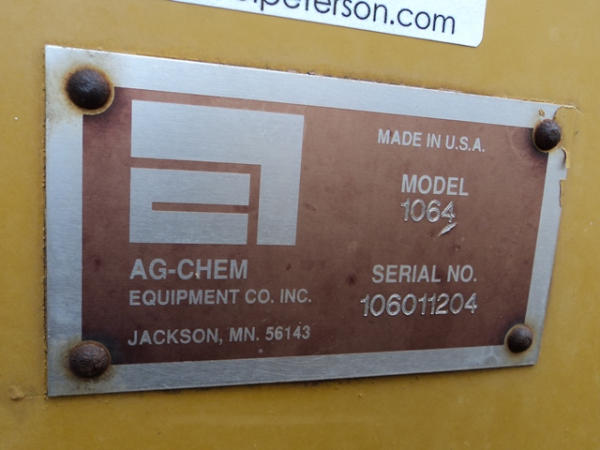 peterson.com
MADE IN U.S.A.
MODEL
1064
AG-CHEM
EQUIPMENT CO. INC.
JACKSON, MN. 56143
SERIAL NO.
106011204